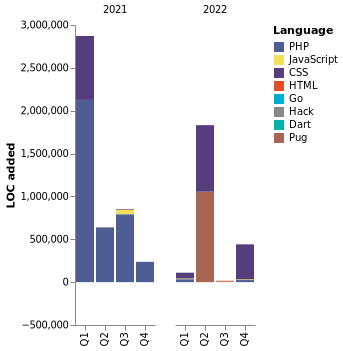 2021 2022
3,000,000
2,500,000
2,000,000
1,500,000
1,000,000
500,000
0
−500,000
LOC added
Q1 Q2 Q3 Q4 Q1 Q2 Q3 Q4
Language
PHP
JavaScript
CSS
HTML
Go
Hack
Dart
Pug